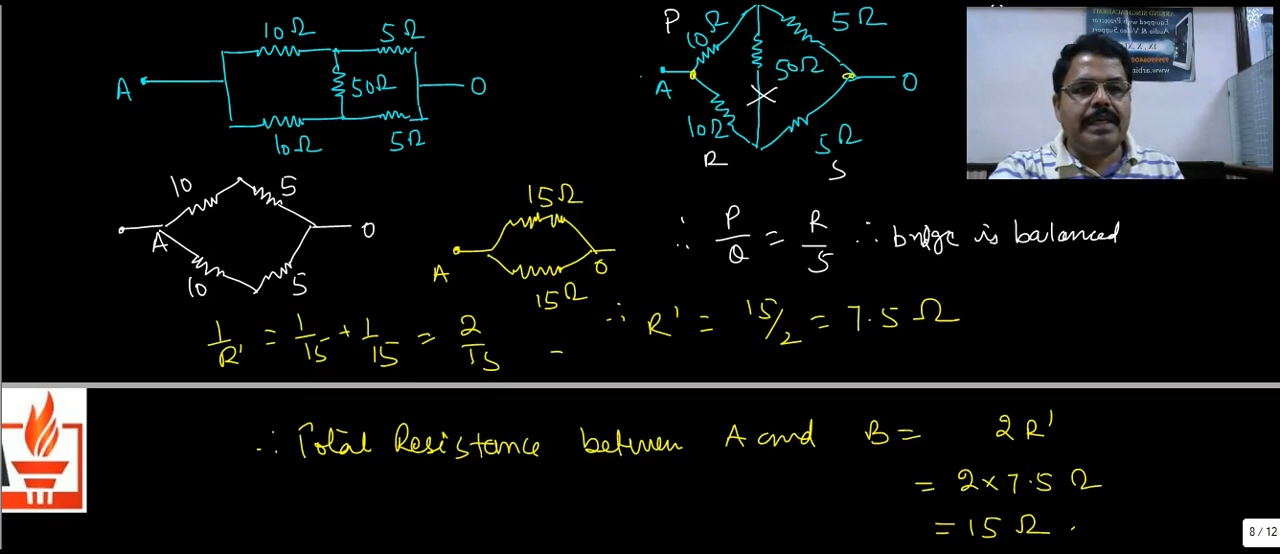 10Ω 5Ω
A 50Ω O
10Ω 5Ω
P 10Ω 5Ω
A 50Ω O
10Ω 5Ω
R S
10 5
A O
10 5
15Ω
A O
15Ω
∴ P/Q = R/S ∴ bridge is balanced
1/R' = 1/15 + 1/15 = 2/15 = ∴ R' = 15/2 = 7.5 Ω
∴ Total Resistance between A and B = 2R'
= 2×7.5 Ω
= 15 Ω.
8 / 12